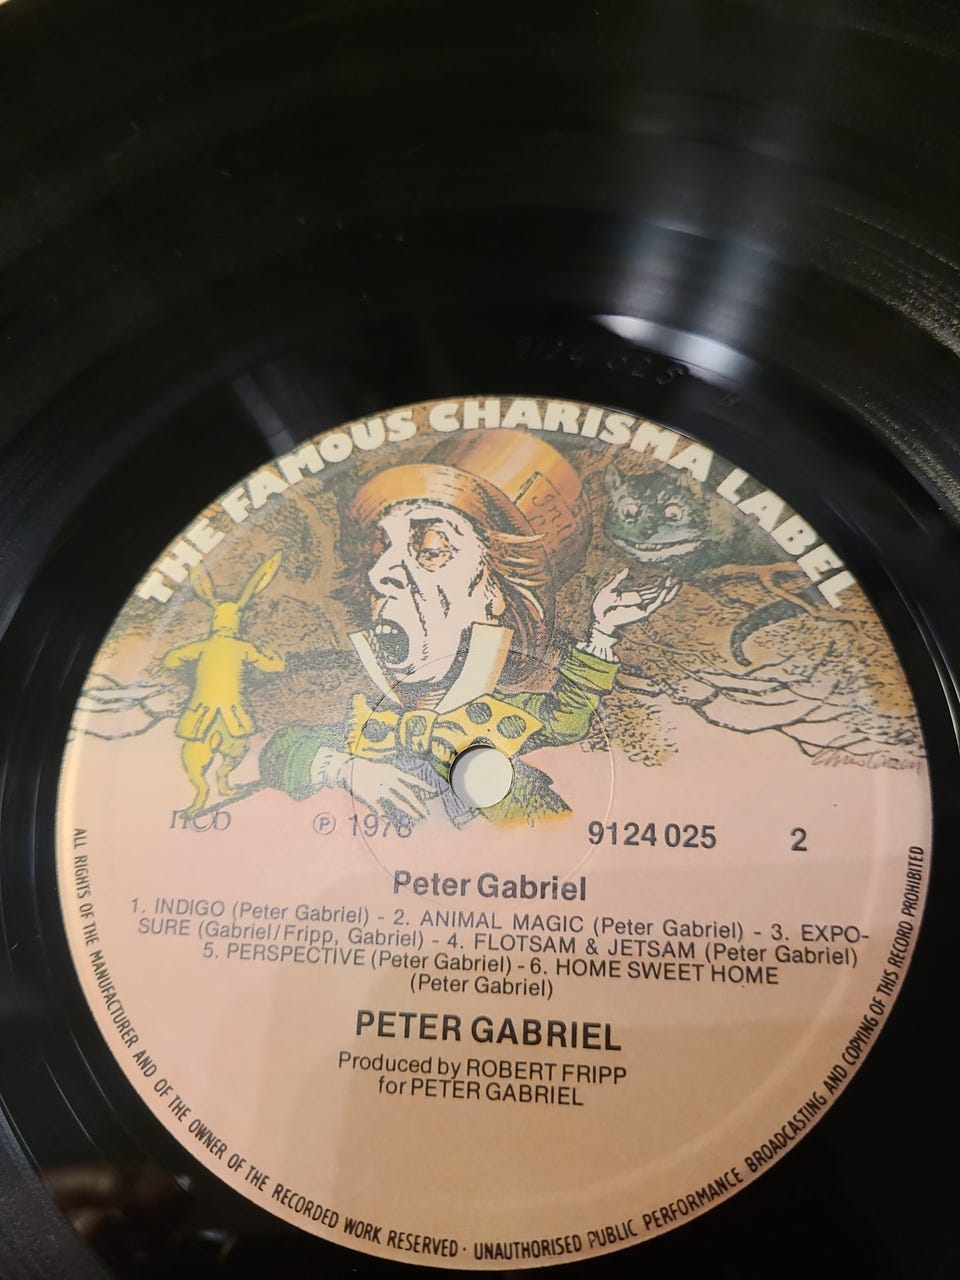 THE FAMOUS CHARISMA LABEL
ncb ℗ 1978 9124 025 2
Peter Gabriel
1. INDIGO (Peter Gabriel) - 2. ANIMAL MAGIC (Peter Gabriel) - 3. EXPO-
SURE (Gabriel/Fripp, Gabriel) - 4. FLOTSAM & JETSAM (Peter Gabriel)
5. PERSPECTIVE (Peter Gabriel) - 6. HOME SWEET HOME
(Peter Gabriel)
PETER GABRIEL
Produced by ROBERT FRIPP
for PETER GABRIEL
ALL RIGHTS OF THE MANUFACTURER AND OF THE OWNER OF THE RECORDED WORK RESERVED · UNAUTHORISED PUBLIC PERFORMANCE BROADCASTING AND COPYING OF THIS RECORD PROHIBITED